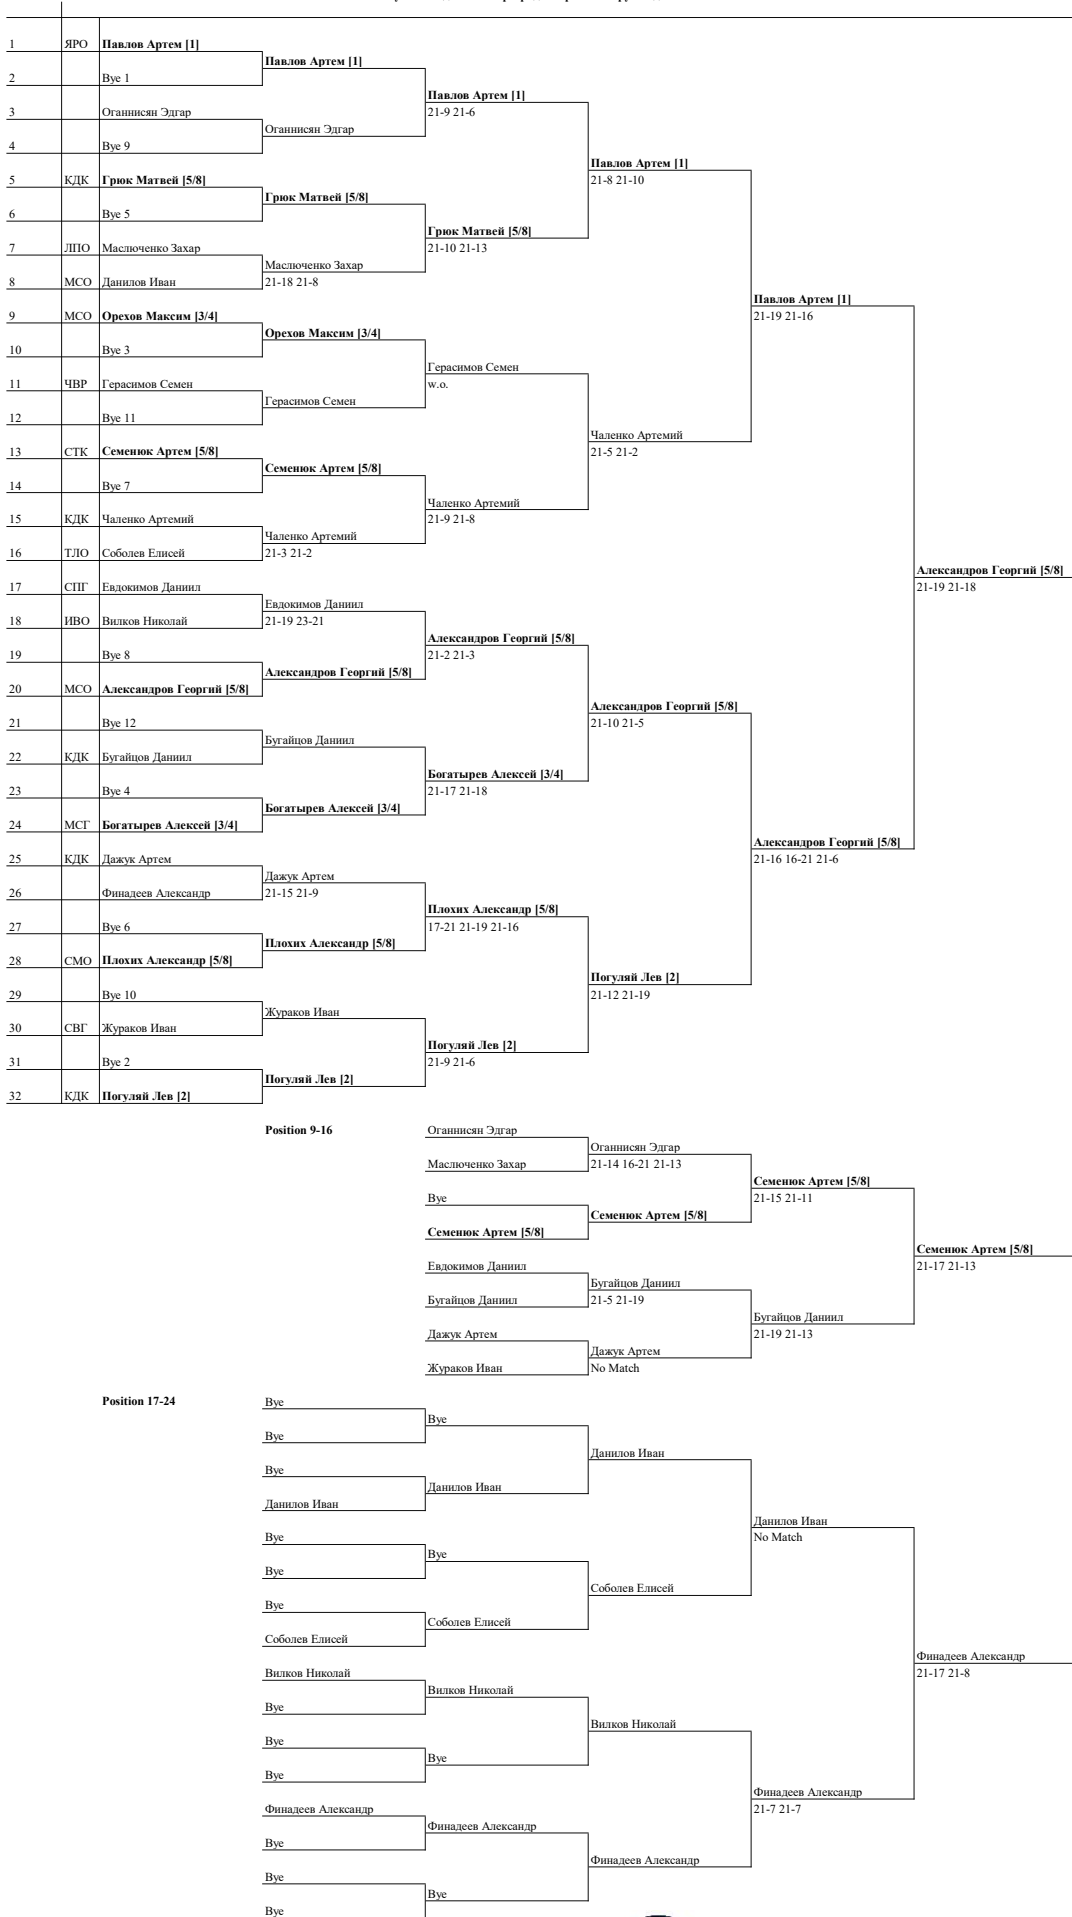 1 ЯРО Павлов Артем [1]
Павлов Артем [1]
2 Bye 1
Павлов Артем [1]
3 Оганнисян Эдгар
21-9 21-6
Оганнисян Эдгар
4 Bye 9
Павлов Артем [1]
5 КДК Грюк Матвей [5/8]
21-8 21-10
Грюк Матвей [5/8]
6 Bye 5
Грюк Матвей [5/8]
7 ЛПО Маслюченко Захар
21-10 21-13
Маслюченко Захар
8 МСО Данилов Иван
21-18 21-8
Павлов Артем [1]
9 МСО Орехов Максим [3/4]
21-19 21-16
Орехов Максим [3/4]
10 Bye 3
Герасимов Семен
11 ЧВР Герасимов Семен
w.o.
Герасимов Семен
12 Bye 11
Чаленко Артемий
13 СТК Семенюк Артем [5/8]
21-5 21-2
Семенюк Артем [5/8]
14 Bye 7
Чаленко Артемий
15 КДК Чаленко Артемий
21-9 21-8
Чаленко Артемий
16 ТЛО Соболев Елисей
21-3 21-2
Александров Георгий [5/8]
17 СПГ Евдокимов Даниил
21-19 21-18
Евдокимов Даниил
18 ИВО Вилков Николай
21-19 23-21
Александров Георгий [5/8]
19 Bye 8
21-2 21-3
Александров Георгий [5/8]
20 МСО Александров Георгий [5/8]
Александров Георгий [5/8]
21 Bye 12
21-10 21-5
Бугайцов Даниил
22 КДК Бугайцов Даниил
Богатырев Алексей [3/4]
23 Bye 4
21-17 21-18
Богатырев Алексей [3/4]
24 МСГ Богатырев Алексей [3/4]
Александров Георгий [5/8]
25 КДК Дажук Артем
21-16 16-21 21-6
Дажук Артем
26 Финадеев Александр
21-15 21-9
Плохих Александр [5/8]
27 Bye 6
17-21 21-19 21-16
Плохих Александр [5/8]
28 СМО Плохих Александр [5/8]
Погуляй Лев [2]
29 Bye 10
21-12 21-19
Жураков Иван
30 СВГ Жураков Иван
Погуляй Лев [2]
31 Bye 2
21-9 21-6
Погуляй Лев [2]
32 КДК Погуляй Лев [2]
Position 9-16
Оганнисян Эдгар
Оганнисян Эдгар
Маслюченко Захар
21-14 16-21 21-13
Семенюк Артем [5/8]
Bye
21-15 21-11
Семенюк Артем [5/8]
Семенюк Артем [5/8]
Семенюк Артем [5/8]
Евдокимов Даниил
21-17 21-13
Бугайцов Даниил
Бугайцов Даниил
21-5 21-19
Бугайцов Даниил
Дажук Артем
21-19 21-13
Дажук Артем
Жураков Иван
No Match
Position 17-24
Bye
Bye
Bye
Данилов Иван
Bye
Данилов Иван
Данилов Иван
Данилов Иван
Bye
No Match
Bye
Bye
Соболев Елисей
Bye
Соболев Елисей
Соболев Елисей
Финадеев Александр
Вилков Николай
21-17 21-8
Вилков Николай
Bye
Вилков Николай
Bye
Bye
Bye
Финадеев Александр
Финадеев Александр
21-7 21-7
Финадеев Александр
Bye
Финадеев Александр
Bye
Bye
Bye